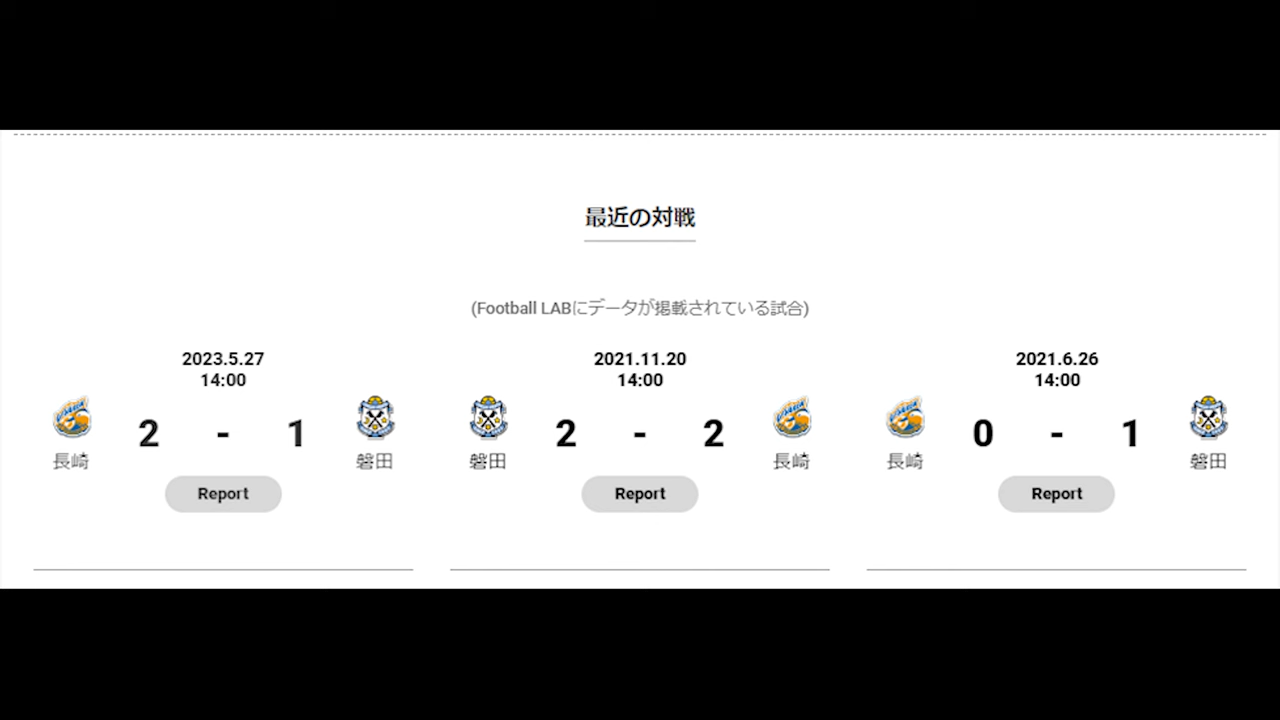 最近の対戦
(Football LABにデータが掲載されている試合)
2023.5.27
14:00
2 - 1
長崎 磐田
Report
2021.11.20
14:00
2 - 2
磐田 長崎
Report
2021.6.26
14:00
0 - 1
長崎 磐田
Report